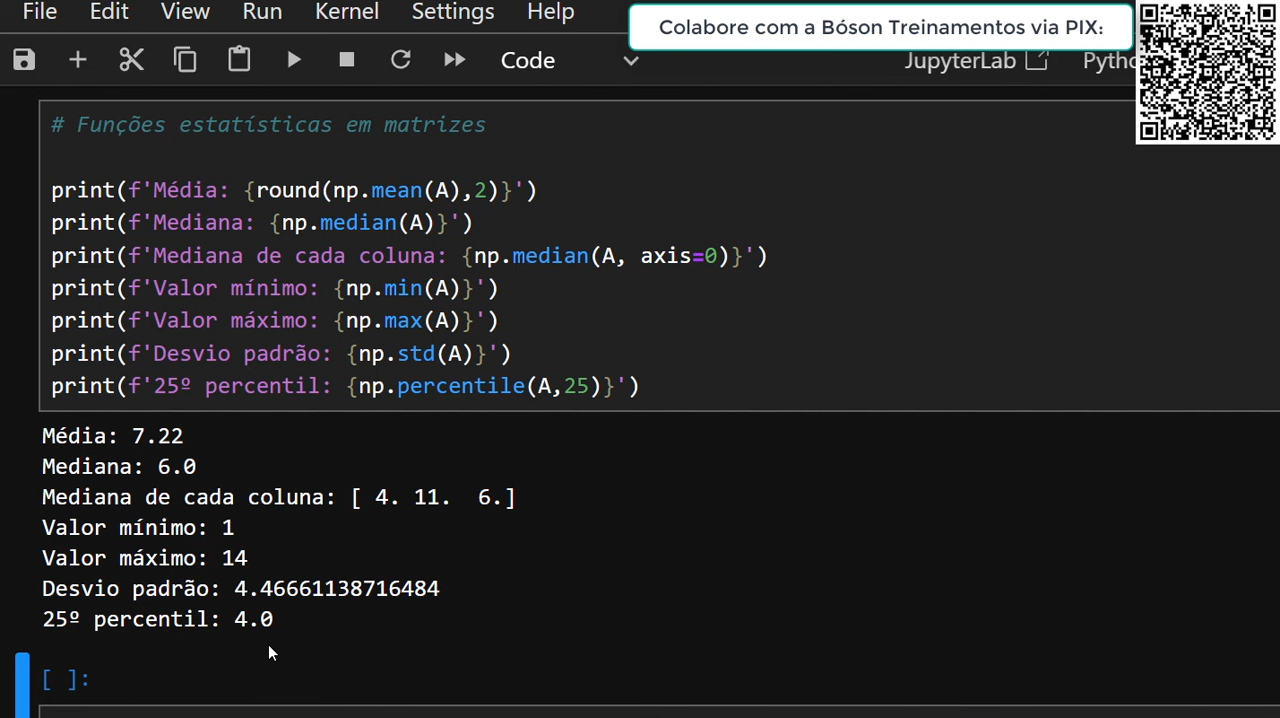 File Edit View Run Kernel Settings Help
Colabore com a Bóson Treinamentos via PIX:
Code JupyterLab
# Funções estatísticas em matrizes
print(f'Média: {round(np.mean(A),2)}')
print(f'Mediana: {np.median(A)}')
print(f'Mediana de cada coluna: {np.median(A, axis=0)}')
print(f'Valor mínimo: {np.min(A)}')
print(f'Valor máximo: {np.max(A)}')
print(f'Desvio padrão: {np.std(A)}')
print(f'25º percentil: {np.percentile(A,25)}')
Média: 7.22
Mediana: 6.0
Mediana de cada coluna: [ 4. 11.  6.]
Valor mínimo: 1
Valor máximo: 14
Desvio padrão: 4.46661138716484
25º percentil: 4.0
[ ]: